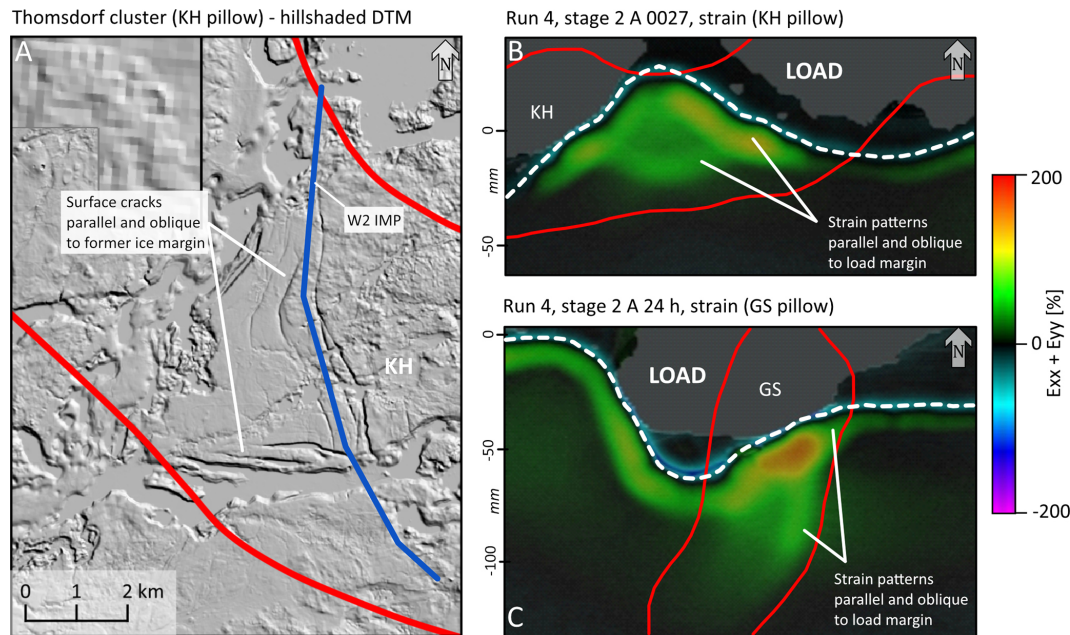 Thomsdorf cluster (KH pillow) - hillshaded DTM
A
N
Surface cracks
parallel and oblique
to former ice margin
W2 IMP
KH
0 1 2 km
Run 4, stage 2 A 0027, strain (KH pillow)
B
N
LOAD
KH
0
mm
-50
Strain patterns
parallel and oblique
to load margin
Run 4, stage 2 A 24 h, strain (GS pillow)
0
N
LOAD
GS
-50
mm
-100
Strain patterns
parallel and oblique
to load margin
C
200
0
-200
Exx + Eyy [%]